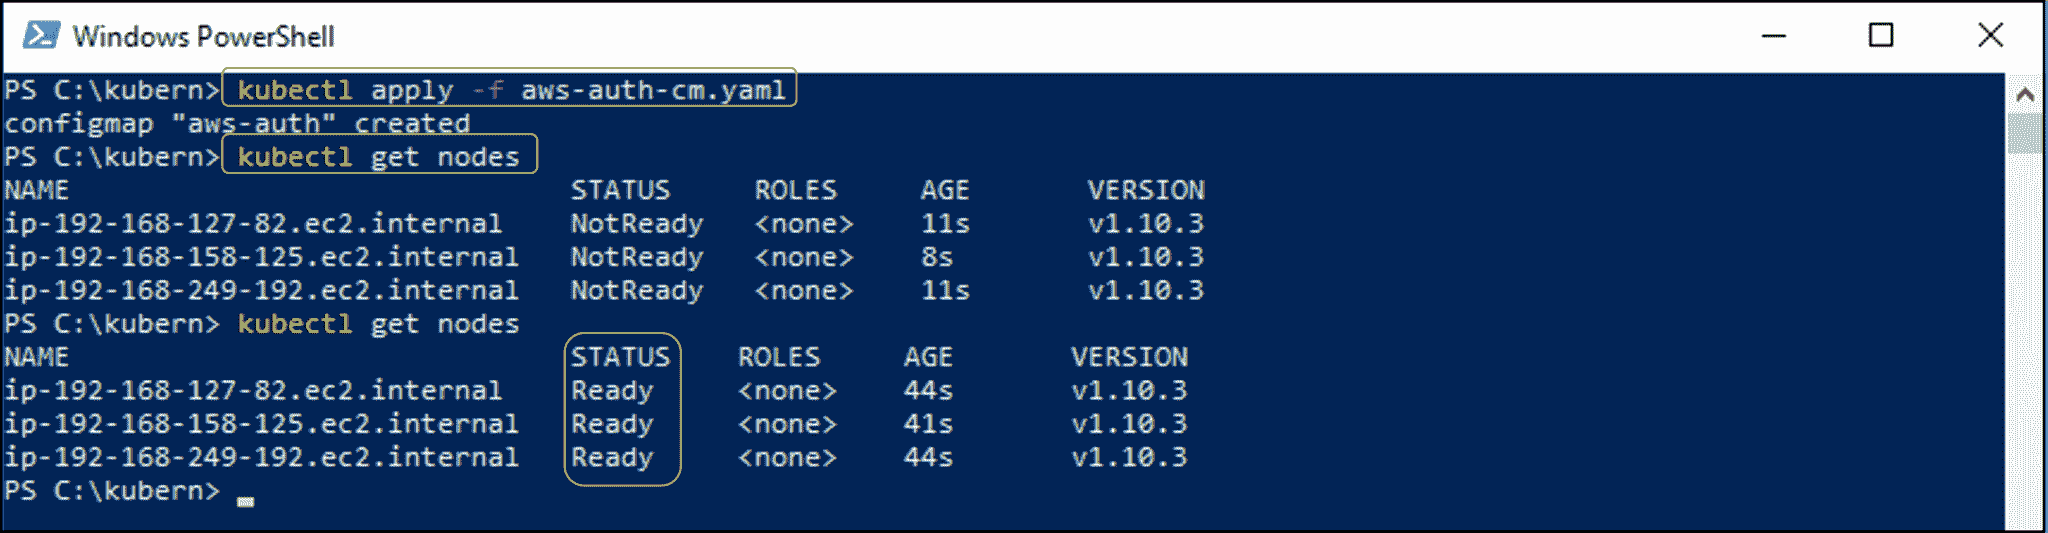 Windows PowerShell
PS C:\kubern> kubectl apply -f aws-auth-cm.yaml
configmap "aws-auth" created
PS C:\kubern> kubectl get nodes
NAME STATUS ROLES AGE VERSION
ip-192-168-127-82.ec2.internal NotReady <none> 11s v1.10.3
ip-192-168-158-125.ec2.internal NotReady <none> 8s v1.10.3
ip-192-168-249-192.ec2.internal NotReady <none> 11s v1.10.3
PS C:\kubern> kubectl get nodes
NAME STATUS ROLES AGE VERSION
ip-192-168-127-82.ec2.internal Ready <none> 44s v1.10.3
ip-192-168-158-125.ec2.internal Ready <none> 41s v1.10.3
ip-192-168-249-192.ec2.internal Ready <none> 44s v1.10.3
PS C:\kubern>